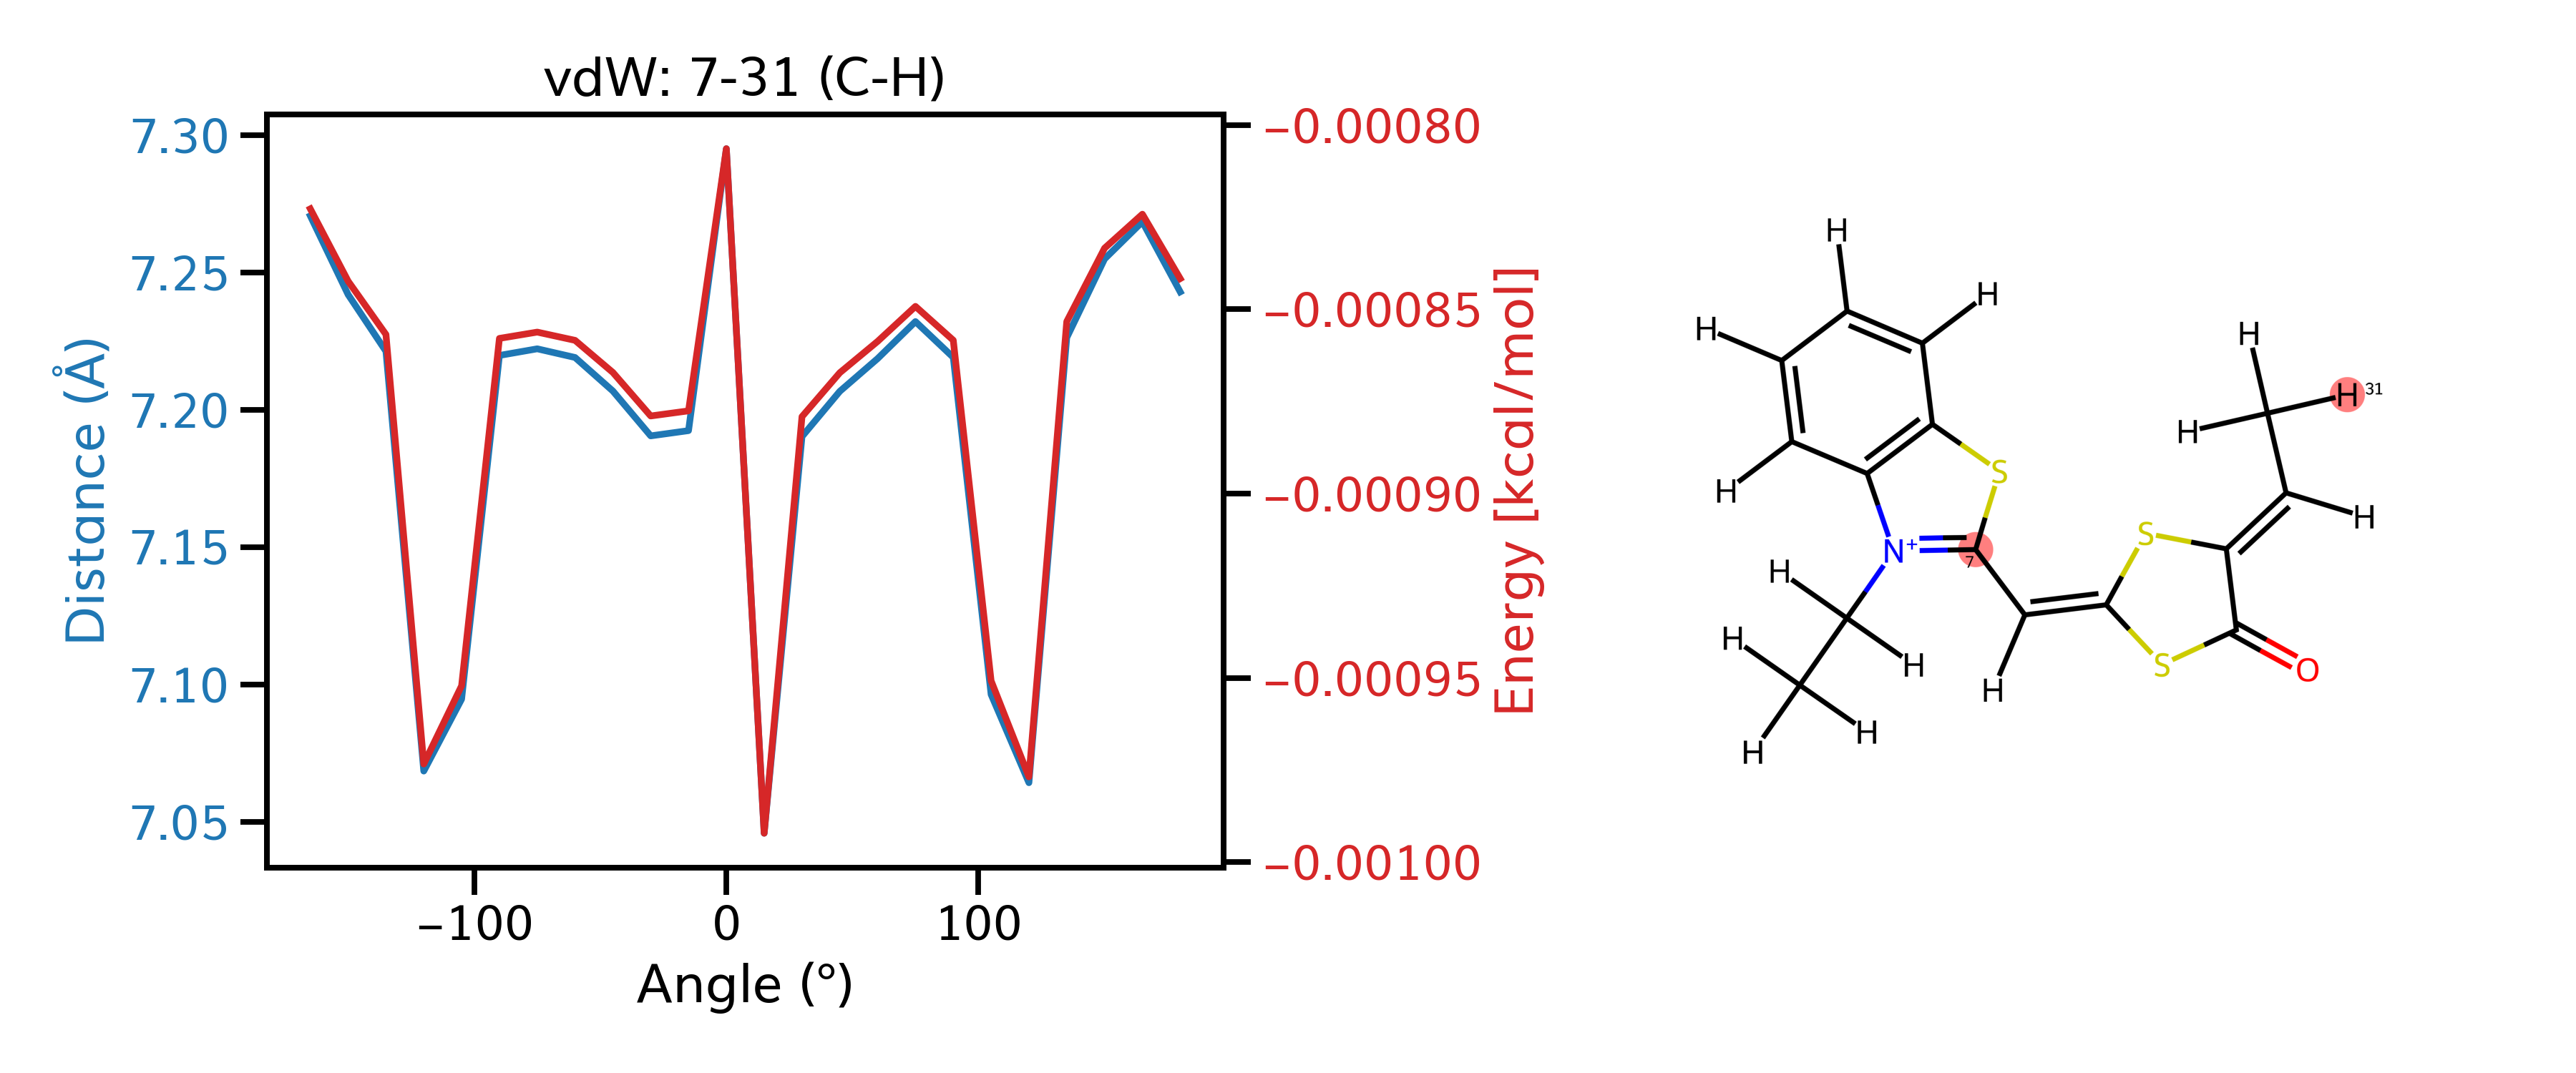 vdW: 7-31 (C-H)
7.30
7.25
7.20
7.15
7.10
7.05
Distance (Å)
−0.00080
−0.00085
−0.00090
−0.00095
−0.00100
Energy [kcal/mol]
−100
0
100
Angle (°)
H
H
H
H
H
H 31
H
S
H
S
N+
7
H
H
H
S
H
O
H
H
H